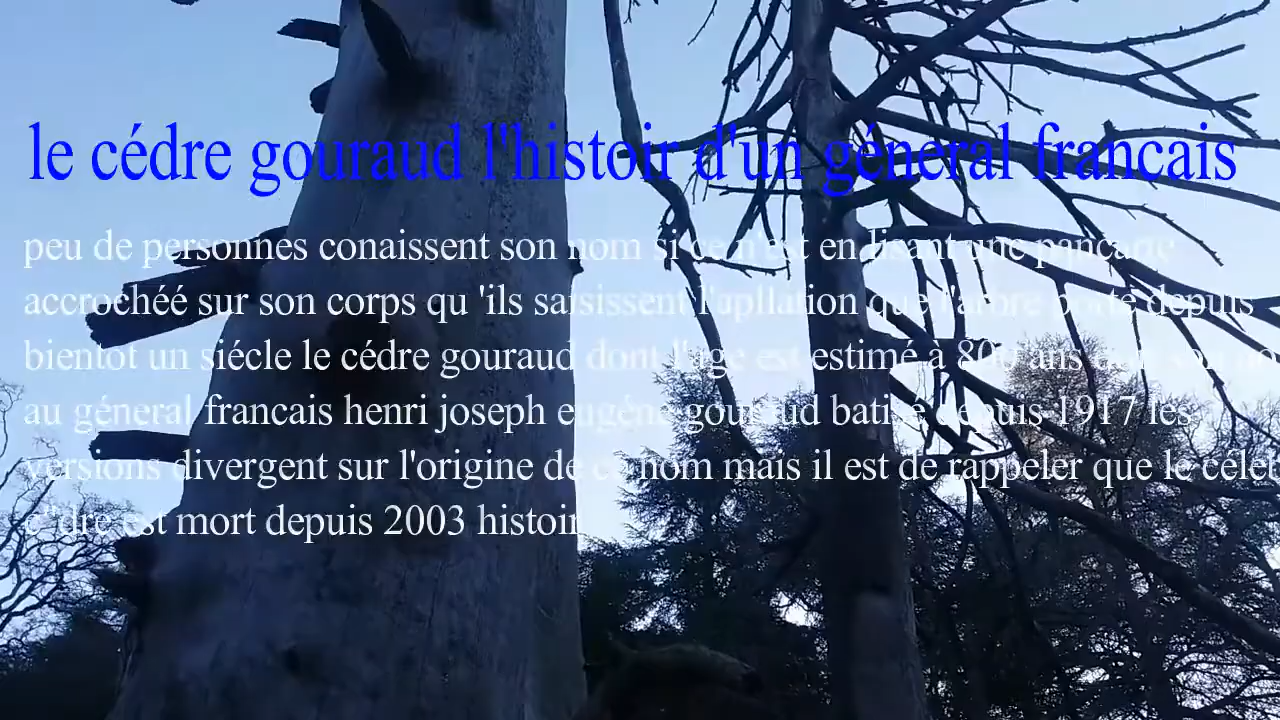 le cédre gouraud l'histoir d'un géneral francais
peu de personnes conaissent son nom si ce n'est en lisant une pancarte
accrochéé sur son corps qu 'ils saisissent l'apllation que l'arbre porte depuis
bientot un siécle le cédre gouraud dont l'age est estimé à 800 ans doit son
au géneral francais henri joseph eugéne gouraud batisé depuis 1917 les
versions divergent sur l'origine de ce nom mais il est de rappeler que le
c"dre est mort depuis 2003 histoir